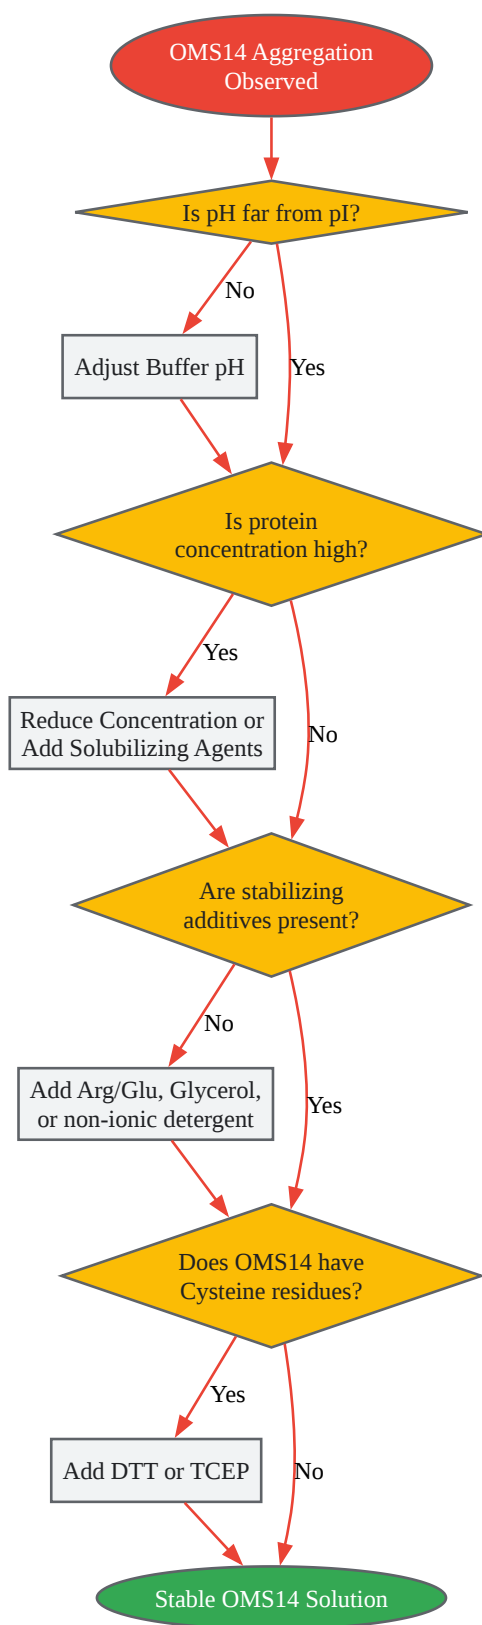 OMS14 Aggregation
Observed
Is pH far from pI?
No
Yes
Adjust Buffer pH
Is protein
concentration high?
Yes
No
Reduce Concentration or
Add Solubilizing Agents
Are stabilizing
additives present?
No
Yes
Add Arg/Glu, Glycerol,
or non-ionic detergent
Does OMS14 have
Cysteine residues?
Yes
No
Add DTT or TCEP
Stable OMS14 Solution